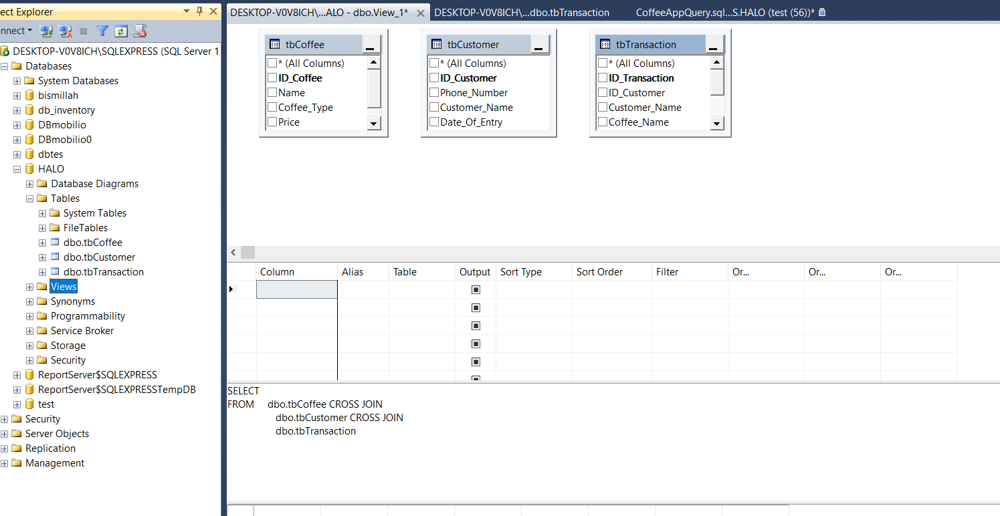 ect Explorer
nnect
DESKTOP-V0V8ICH\SQLEXPRESS (SQL Server 1
Databases
System Databases
bismillah
db_inventory
DBmobilio
DBmobilio0
dbtes
HALO
Database Diagrams
Tables
System Tables
FileTables
dbo.tbCoffee
dbo.tbCustomer
dbo.tbTransaction
Views
Synonyms
Programmability
Service Broker
Storage
Security
ReportServer$SQLEXPRESS
ReportServer$SQLEXPRESSTempDB
test
Security
Server Objects
Replication
Management
DESKTOP-V0V8ICH\...ALO - dbo.View_1* DESKTOP-V0V8ICH\...dbo.tbTransaction CoffeeAppQuery.sql...S.HALO (test (56))*
tbCoffee
* (All Columns)
ID_Coffee
Name
Coffee_Type
Price
tbCustomer
* (All Columns)
ID_Customer
Phone_Number
Customer_Name
Date_Of_Entry
tbTransaction
* (All Columns)
ID_Transaction
ID_Customer
Customer_Name
Coffee_Name
Column Alias Table Output Sort Type Sort Order Filter Or... Or... Or...
SELECT
FROM dbo.tbCoffee CROSS JOIN
dbo.tbCustomer CROSS JOIN
dbo.tbTransaction